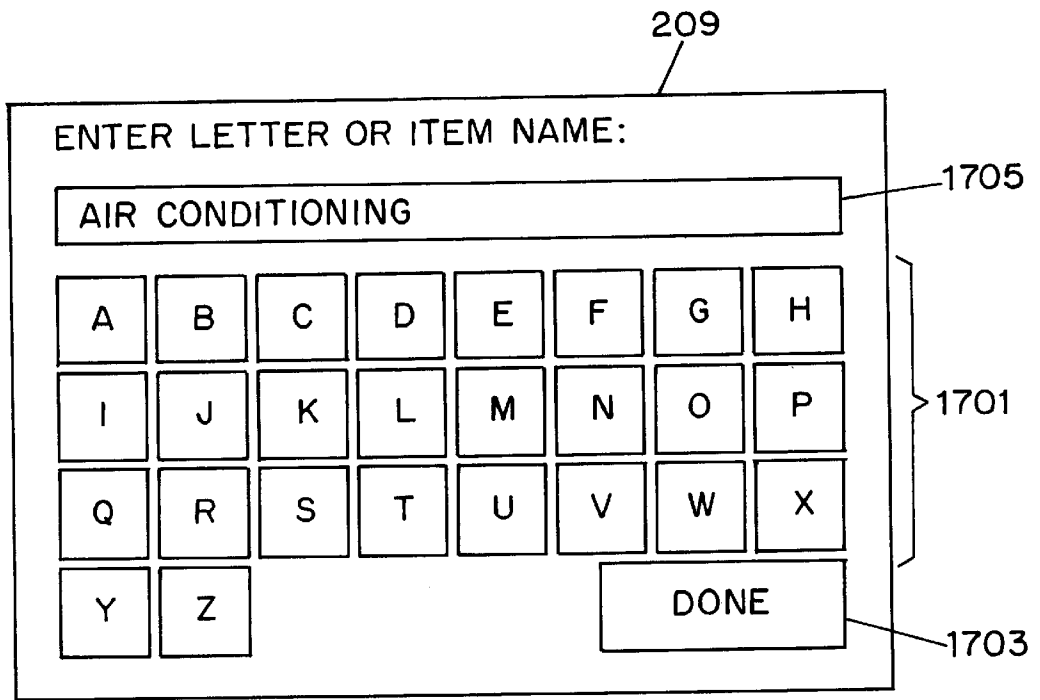 209
ENTER LETTER OR ITEM NAME:
1705
AIR CONDITIONING
A B C D E F G H
I J K L M N O P
1701
Q R S T U V W X
Y Z DONE
1703